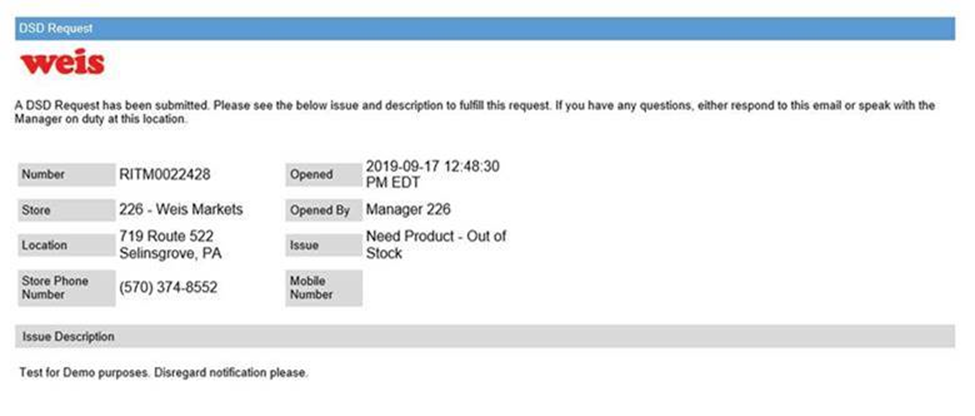 DSD Request
weis
A DSD Request has been submitted. Please see the below issue and description to fulfill this request. If you have any questions, either respond to this email or speak with the
Manager on duty at this location.
Number RITM0022428 Opened 2019-09-17 12:48:30
PM EDT
Store 226 - Weis Markets Opened By Manager 226
Location 719 Route 522
Selinsgrove, PA
Issue Need Product - Out of
Stock
Store Phone
Number
(570) 374-8552
Mobile
Number
Issue Description
Test for Demo purposes. Disregard notification please.